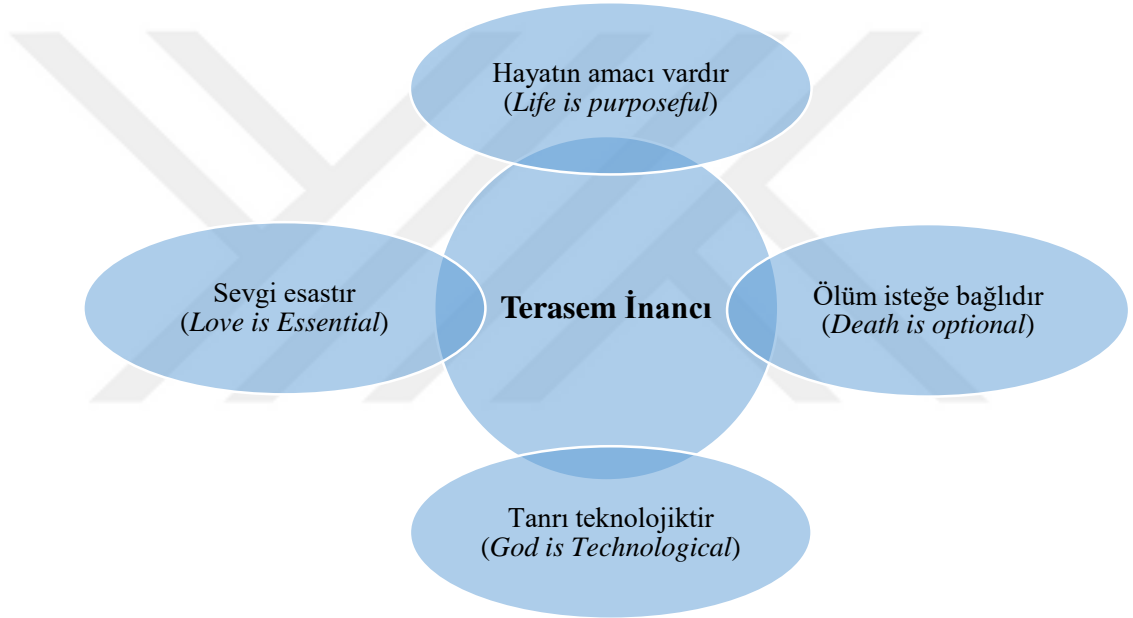 Hayatın amacı vardır
(Life is purposeful)
Sevgi esastır
(Love is Essential)
Terasem İnancı
Ölüm isteğe bağlıdır
(Death is optional)
Tanrı teknolojiktir
(God is Technological)